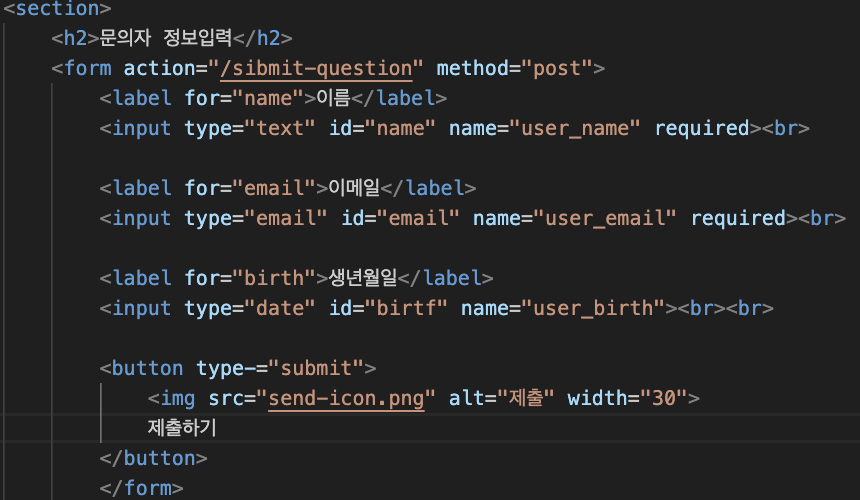 <section>
<h2>문의자 정보입력</h2>
<form action="/sibmit-question" method="post">
<label for="name">이름</label>
<input type="text" id="name" name="user_name" required><br>
<label for="email">이메일</label>
<input type="email" id="email" name="user_email" required><br>
<label for="birth">생년월일</label>
<input type="date" id="birtf" name="user_birth"><br><br>
<button type-="submit">
<img src="send-icon.png" alt="제출" width="30">
제출하기
</button>
</form>